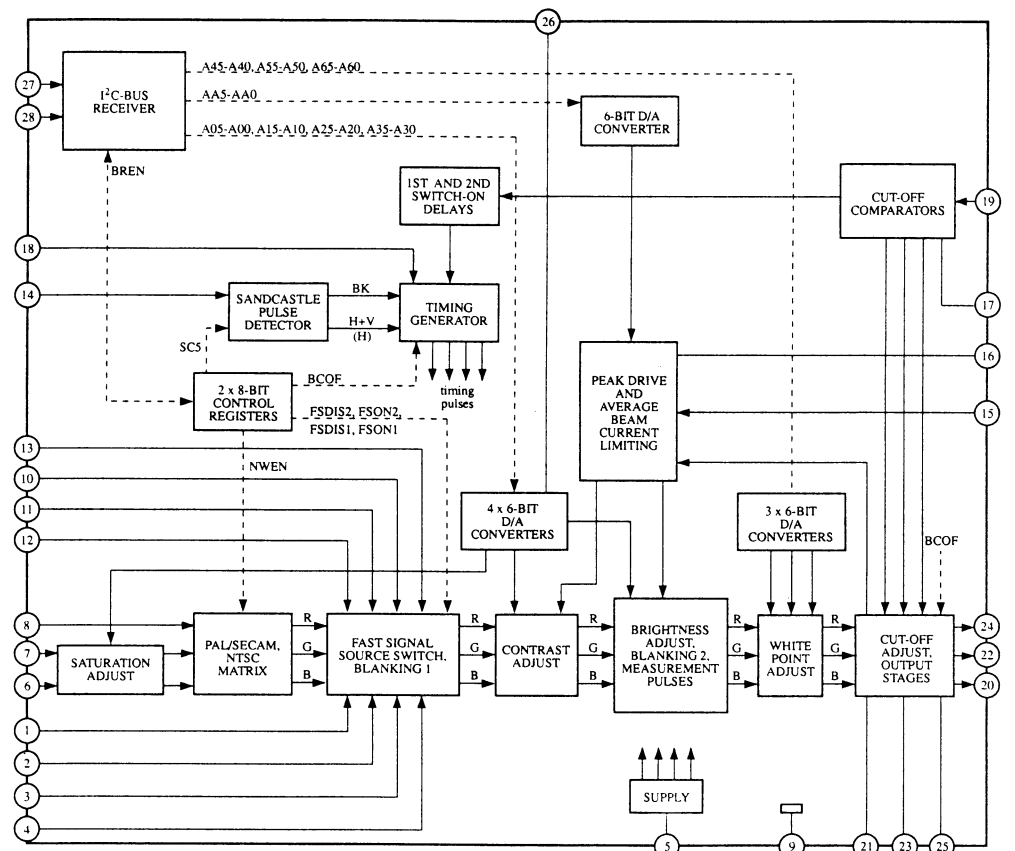 26
A45-A40, A55-A50, A65-A60
27
I²C-BUS
RECEIVER
AA5-AA0
28
6-BIT D/A
CONVERTER
A05-A00, A15-A10, A25-A20, A35-A30
BREN
1ST AND 2ND
SWITCH-ON
DELAYS
CUT-OFF
COMPARATORS
19
18
14
SANDCASTLE
PULSE
DETECTOR
BK
H+V
(H)
TIMING
GENERATOR
17
SC5
16
2 x 8-BIT
CONTROL
REGISTERS
BCOF
timing
pulses
PEAK DRIVE
AND
AVERAGE
BEAM
CURRENT
LIMITING
15
FSDIS2, FSON2,
FSDIS1, FSON1
13
NWEN
10
11
12
4 x 6-BIT
D/A
CONVERTERS
3 x 6-BIT
D/A
CONVERTERS
BCOF
8
7
6
SATURATION
ADJUST
PAL/SECAM,
NTSC
MATRIX
R
G
B
FAST SIGNAL
SOURCE SWITCH,
BLANKING 1
R
G
B
CONTRAST
ADJUST
R
G
B
BRIGHTNESS
ADJUST,
BLANKING 2,
MEASUREMENT
PULSES
R
G
B
WHITE
POINT
ADJUST
R
G
B
CUT-OFF
ADJUST,
OUTPUT
STAGES
24
22
20
1
2
3
4
SUPPLY
5
9
21
23
25